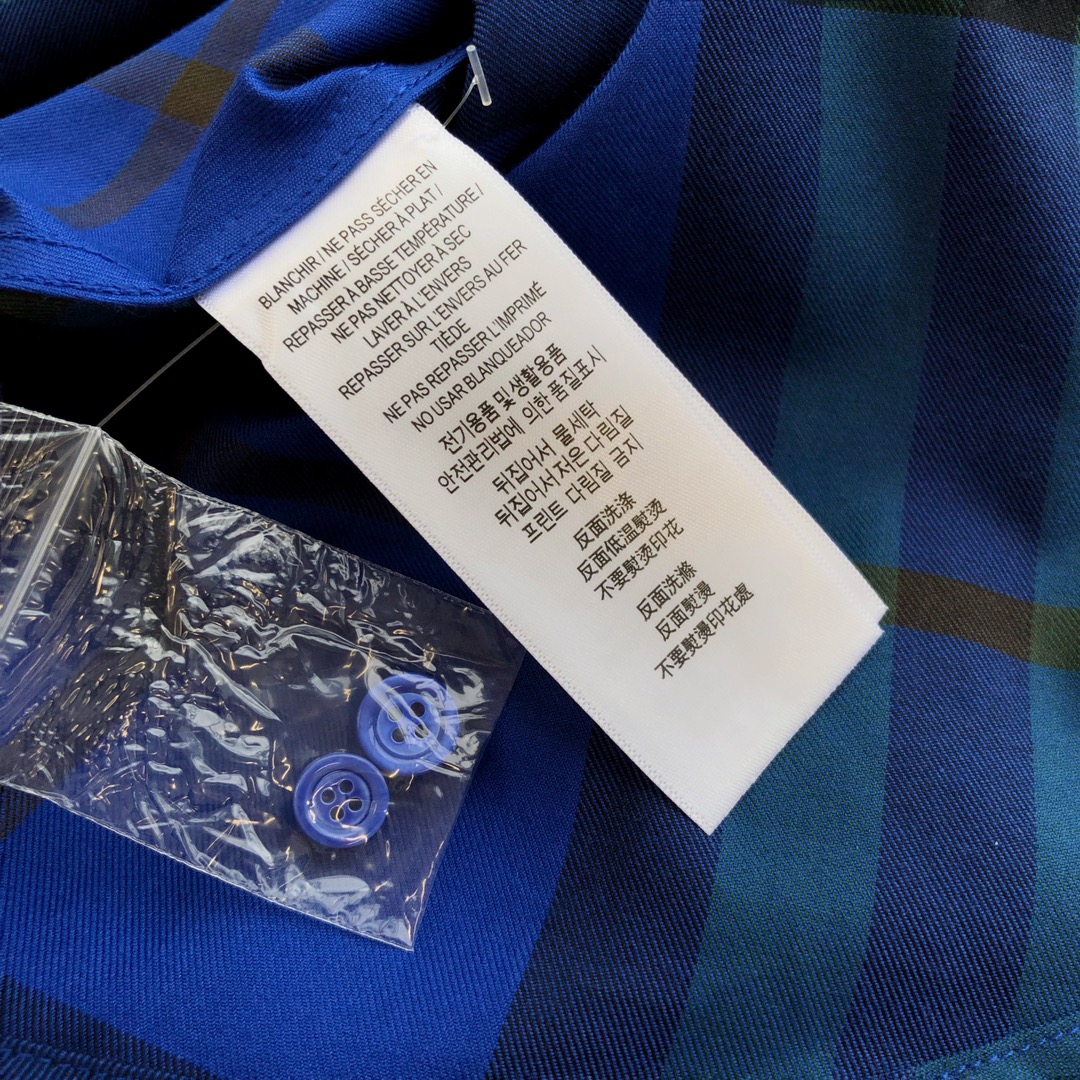 BLANCHIR / NE PASS SÉCHER EN
MACHINE / SÉCHER À PLAT /
REPASSER À BASSE TEMPÉRATURE /
NE PAS NETTOYER À SEC
LAVER À L'ENVERS
REPASSER SUR L'ENVERS AU FER
TIÈDE
NE PAS REPASSER L'IMPRIMÉ
NO USAR BLANQUEADOR
전기용품 및 생활용품
안전관리법에 의한 품질표시
뒤집어서 물세탁
뒤집어서 저온 다림질
프린트 다림질 금지
反面洗涤
反面低温熨烫
不要熨烫印花
反面洗滌
反面熨燙
不要熨燙印花處